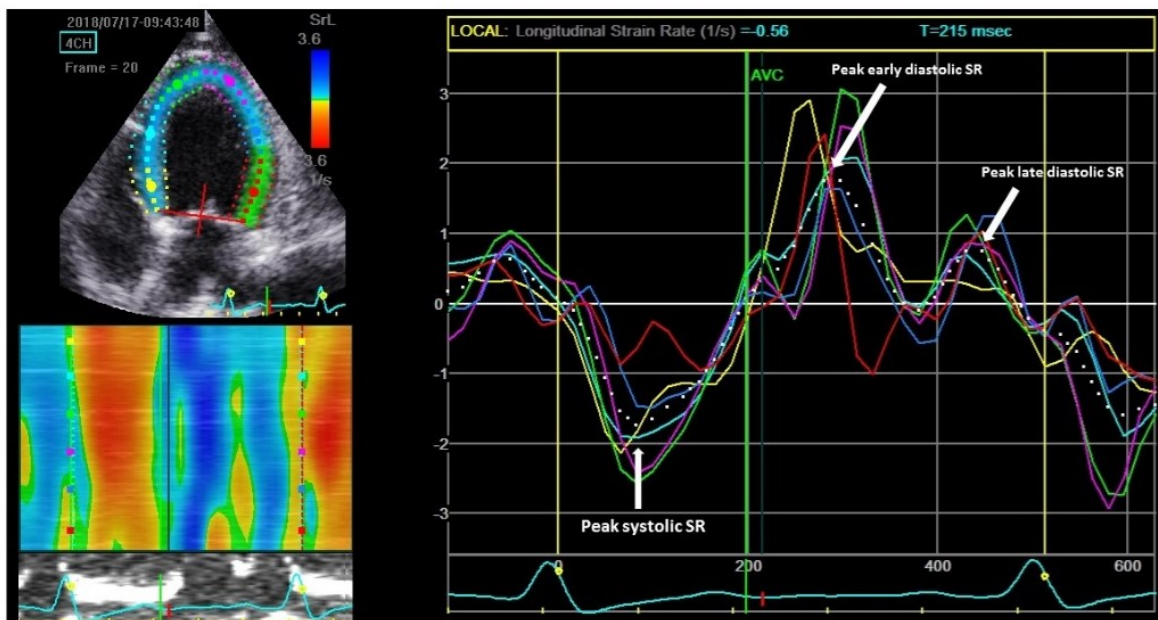 2018/07/17-09:43:48
4CH
Frame = 20
SrL
3.6
3.6
1/s
LOCAL: Longitudinal Strain Rate (1/s) =-0.56 T=215 msec
AVC
Peak early diastolic SR
Peak late diastolic SR
Peak systolic SR
3
2
1
0
-1
-2
-3
0
200
400
600